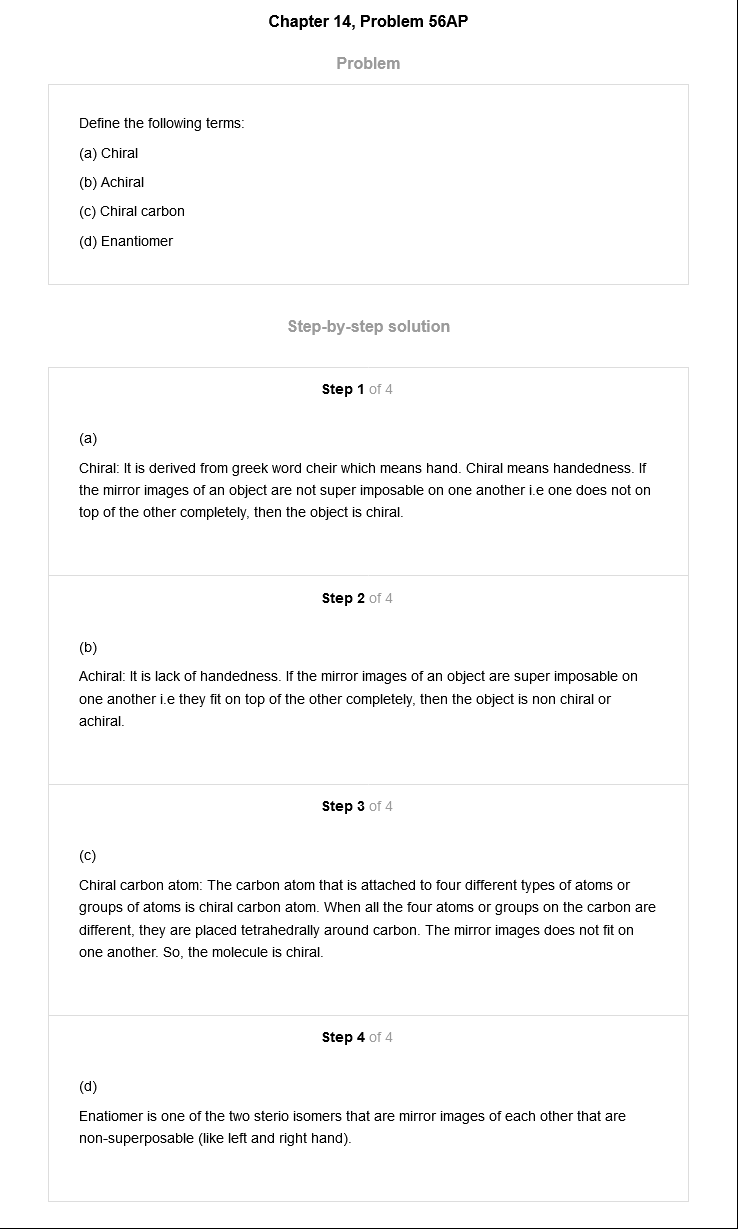 Chapter 14, Problem 56AP
Problem
Define the following terms:
(a) Chiral
(b) Achiral
(c) Chiral carbon
(d) Enantiomer
Step-by-step solution
Step 1 of 4
(a)
Chiral: It is derived from greek word cheir which means hand. Chiral means handedness. If
the mirror images of an object are not super imposable on one another i.e one does not on
top of the other completely, then the object is chiral.
Step 2 of 4
(b)
Achiral: It is lack of handedness. If the mirror images of an object are super imposable on
one another i.e they fit on top of the other completely, then the object is non chiral or
achiral.
Step 3 of 4
(c)
Chiral carbon atom: The carbon atom that is attached to four different types of atoms or
groups of atoms is chiral carbon atom. When all the four atoms or groups on the carbon are
different, they are placed tetrahedrally around carbon. The mirror images does not fit on
one another. So, the molecule is chiral.
Step 4 of 4
(d)
Enatiomer is one of the two sterio isomers that are mirror images of each other that are
non-superposable (like left and right hand).